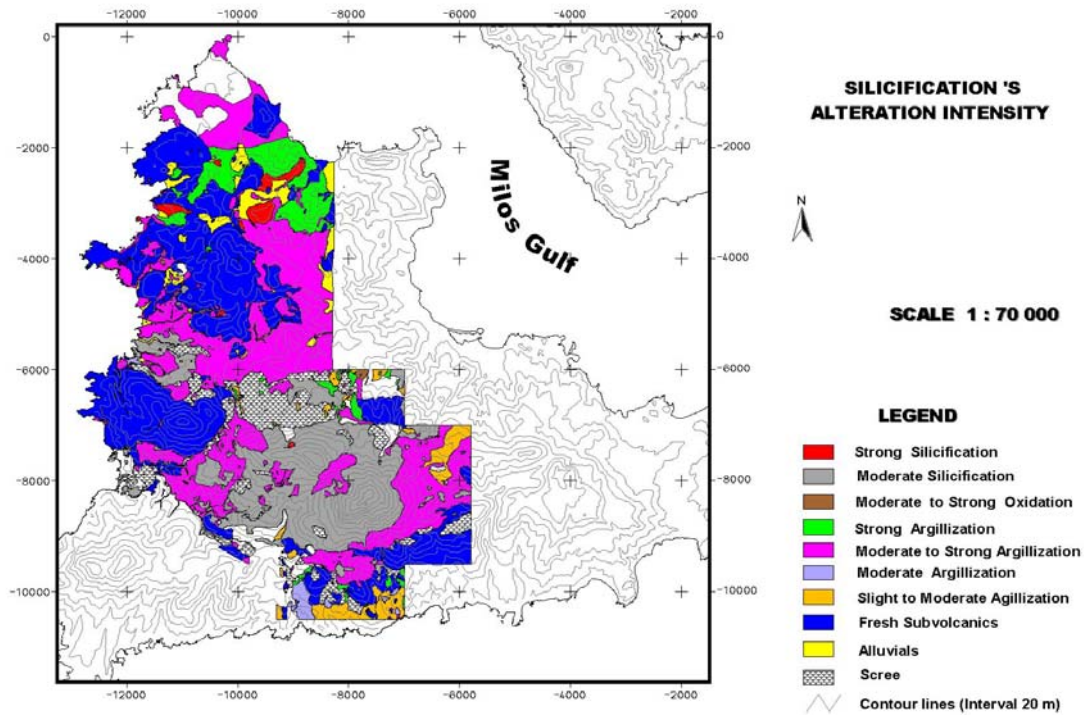 -12000 -10000 -8000 -6000 -4000 -2000
0 0
-2000 -2000
-4000 -4000
-6000 -6000
-8000 -8000
-10000 -10000
-12000 -10000 -8000 -6000 -4000 -2000
Milos Gulf
SILICIFICATION 'S
ALTERATION INTENSITY
N
SCALE 1 : 70 000
LEGEND
Strong Silicification
Moderate Silicification
Moderate to Strong Oxidation
Strong Argillization
Moderate to Strong Argillization
Moderate Argillization
Slight to Moderate Agillization
Fresh Subvolcanics
Alluvials
Scree
Contour lines (Interval 20 m)